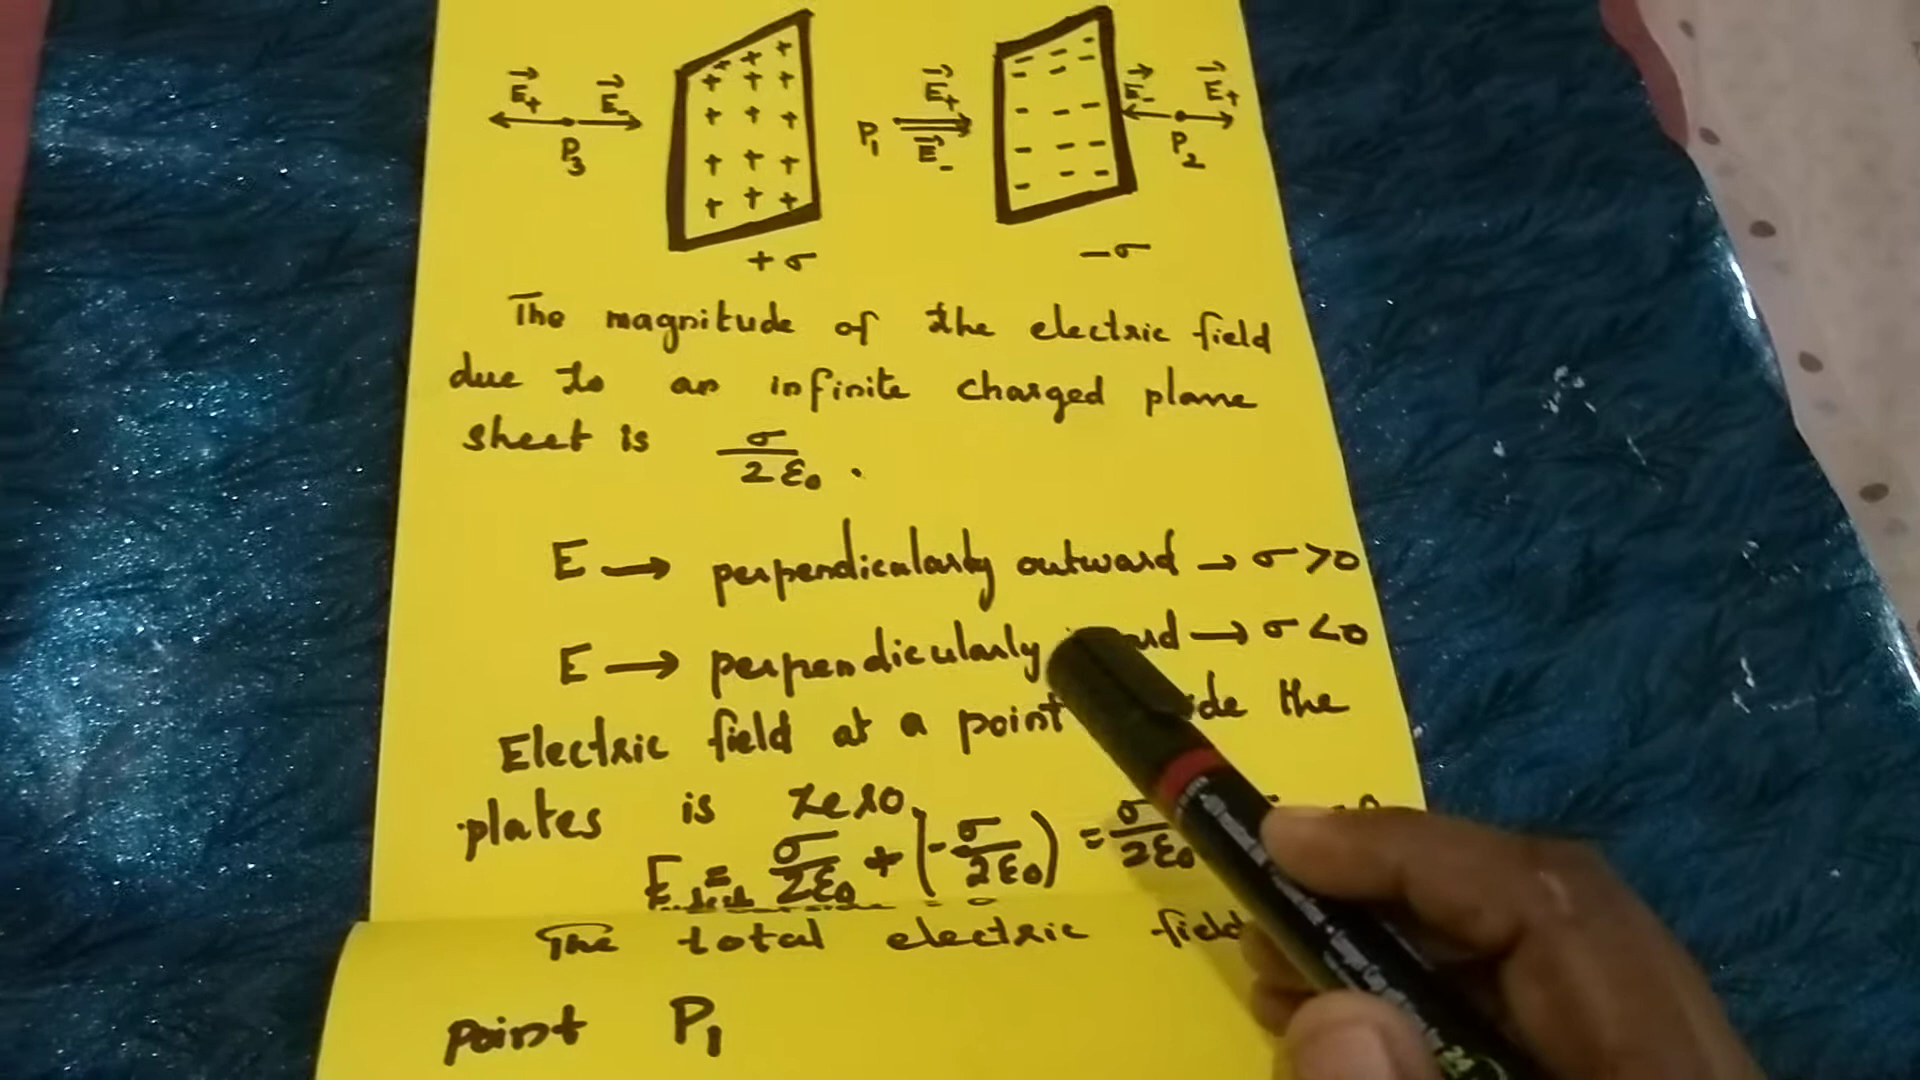 E₊ E₋ E₊ E₋ E₊
P₃ P₁ E₋ P₂
+σ −σ
The magnitude of the electric field
due to an infinite charged plane
sheet is σ/2ε₀ .
E → perpendicularly outward → σ>0
E → perpendicularly → σ<0
Electric field at a point the
plates is zero.
= σ/2ε₀ + (-σ/2ε₀) = σ/2ε₀
The total electric field
point P₁